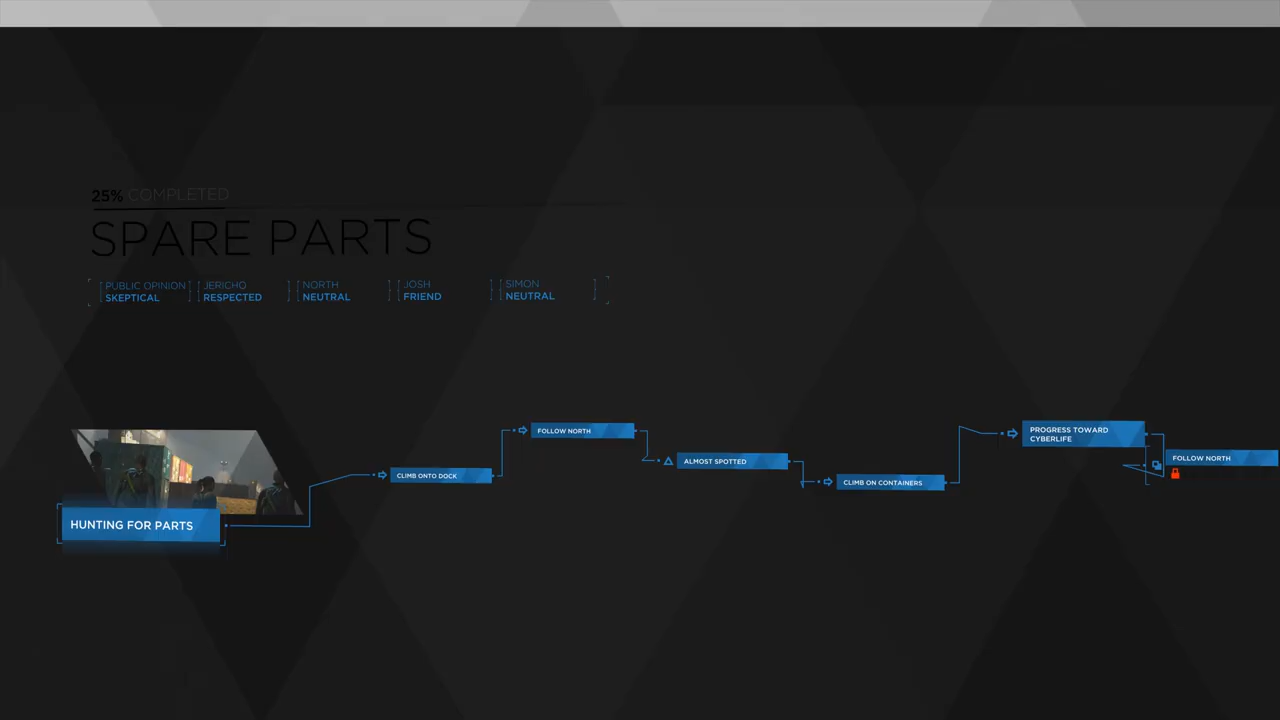 25% COMPLETED
SPARE PARTS
PUBLIC OPINION JERICHO NORTH JOSH SIMON
SKEPTICAL RESPECTED NEUTRAL FRIEND NEUTRAL
FOLLOW NORTH
PROGRESS TOWARD
CYBERLIFE
ALMOST SPOTTED
FOLLOW NORTH
CLIMB ONTO DOCK
CLIMB ON CONTAINERS
HUNTING FOR PARTS